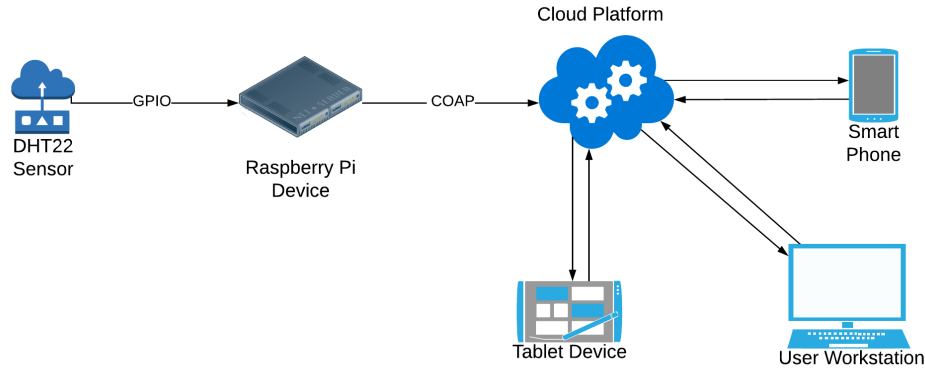 Cloud Platform
GPIO
COAP
DHT22
Sensor
Raspberry Pi
Device
Smart
Phone
Tablet Device
User Workstation